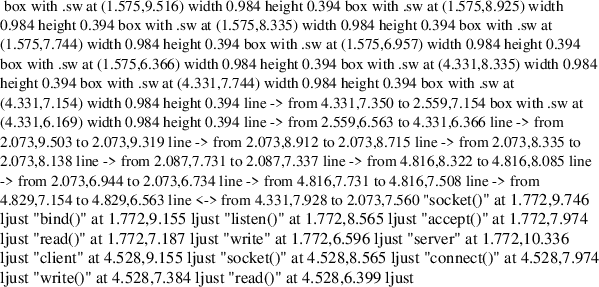 box with .sw at (1.575,9.516) width 0.984 height 0.394 box with .sw at (1.575,8.925) width
0.984 height 0.394 box with .sw at (1.575,8.335) width 0.984 height 0.394 box with .sw at
(1.575,7.744) width 0.984 height 0.394 box with .sw at (1.575,6.957) width 0.984 height 0.394
box with .sw at (1.575,6.366) width 0.984 height 0.394 box with .sw at (4.331,8.335) width 0.984
height 0.394 box with .sw at (4.331,7.744) width 0.984 height 0.394 box with .sw at
(4.331,7.154) width 0.984 height 0.394 line -> from 4.331,7.350 to 2.559,7.154 box with .sw at
(4.331,6.169) width 0.984 height 0.394 line -> from 2.559,6.563 to 4.331,6.366 line -> from
2.073,9.503 to 2.073,9.319 line -> from 2.073,8.912 to 2.073,8.715 line -> from 2.073,8.335 to
2.073,8.138 line -> from 2.087,7.731 to 2.087,7.337 line -> from 4.816,8.322 to 4.816,8.085 line
-> from 2.073,6.944 to 2.073,6.734 line -> from 4.816,7.731 to 4.816,7.508 line -> from
4.829,7.154 to 4.829,6.563 line <-> from 4.331,7.928 to 2.073,7.560 "socket()" at 1.772,9.746
ljust "bind()" at 1.772,9.155 ljust "listen()" at 1.772,8.565 ljust "accept()" at 1.772,7.974
ljust "read()" at 1.772,7.187 ljust "write" at 1.772,6.596 ljust "server" at 1.772,10.336
ljust "client" at 4.528,9.155 ljust "socket()" at 4.528,8.565 ljust "connect()" at 4.528,7.974
ljust "write()" at 4.528,7.384 ljust "read()" at 4.528,6.399 ljust